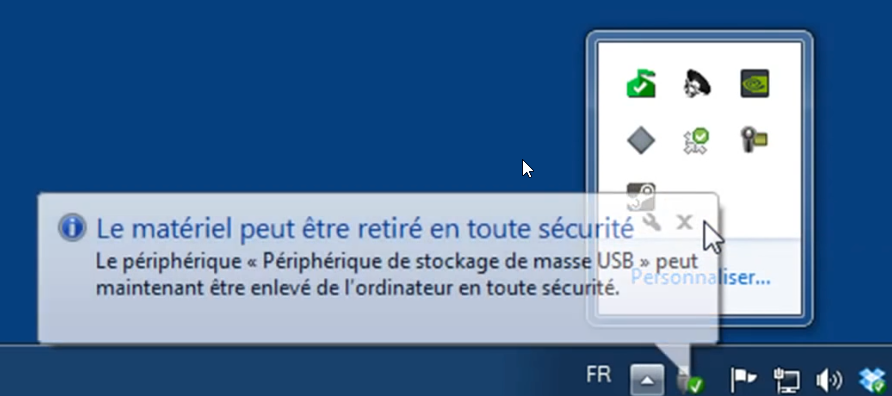 Le matériel peut être retiré en toute sécurité
Le périphérique « Périphérique de stockage de masse USB » peut
maintenant être enlevé de l'ordinateur en toute sécurité.
Personnaliser...
FR